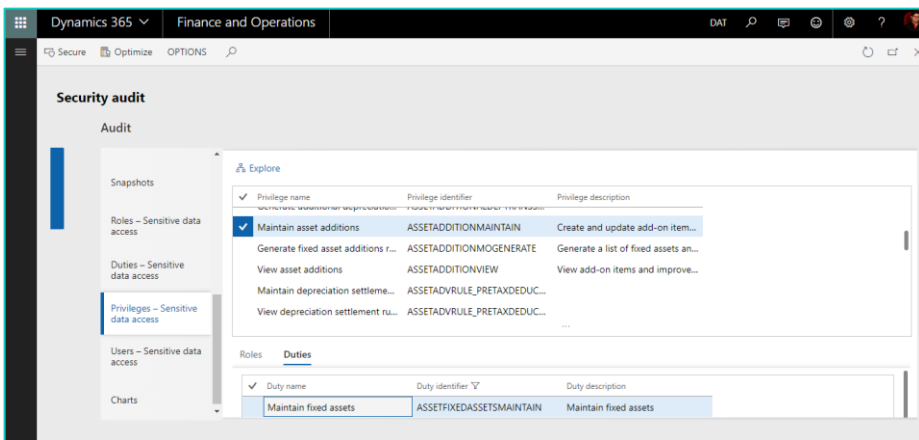 Dynamics 365 Finance and Operations DAT ?
Secure Optimize OPTIONS
Security audit
Audit
Snapshots
Roles – Sensitive data
access
Duties – Sensitive
data access
Privileges – Sensitive
data access
Users – Sensitive data
access
Charts
Explore
Privilege name Privilege identifier Privilege description
Maintain asset additions ASSETADDITIONMAINTAIN Create and update add-on item...
Generate fixed asset additions r... ASSETADDITIONMOGENERATE Generate a list of fixed assets an...
View asset additions ASSETADDITIONVIEW View add-on items and improve...
Maintain depreciation settleme... ASSETADVRULE_PRETAXDEDUC...
View depreciation settlement ru... ASSETADVRULE_PRETAXDEDUC...
...
Roles Duties
Duty name Duty identifier Duty description
Maintain fixed assets ASSETFIXEDASSETSMAINTAIN Maintain fixed assets